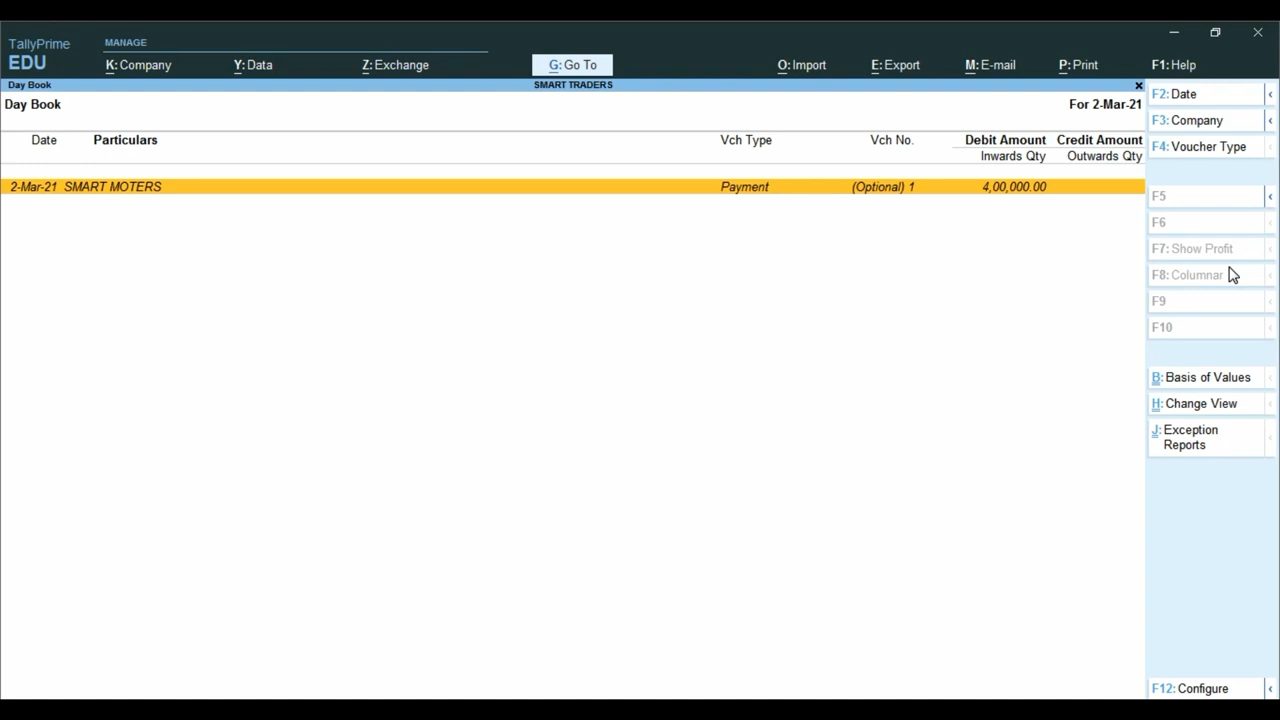 TallyPrime
EDU
MANAGE
K: Company
Y: Data
Z: Exchange
G: Go To
O: Import
E: Export
M: E-mail
P: Print
F1: Help
Day Book
SMART TRADERS
Day Book
For 2-Mar-21
Date
Particulars
Vch Type
Vch No.
Debit Amount
Credit Amount
Inwards Qty
Outwards Qty
2-Mar-21 SMART MOTERS Payment (Optional) 1 4,00,000.00
F2: Date
F3: Company
F4: Voucher Type
F5
F6
F7: Show Profit
F8: Columnar
F9
F10
B: Basis of Values
H: Change View
J: Exception
Reports
F12: Configure